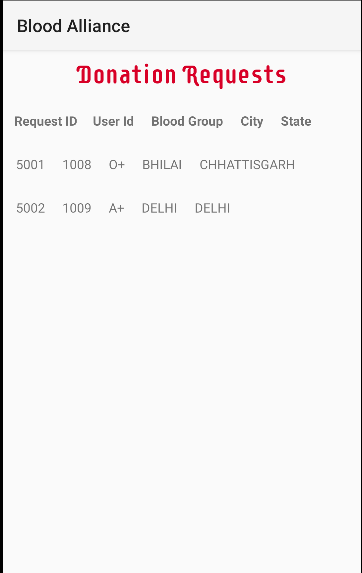 Blood Alliance
Donation Requests
Request ID User Id Blood Group City State
5001 1008 O+ BHILAI CHHATTISGARH
5002 1009 A+ DELHI DELHI